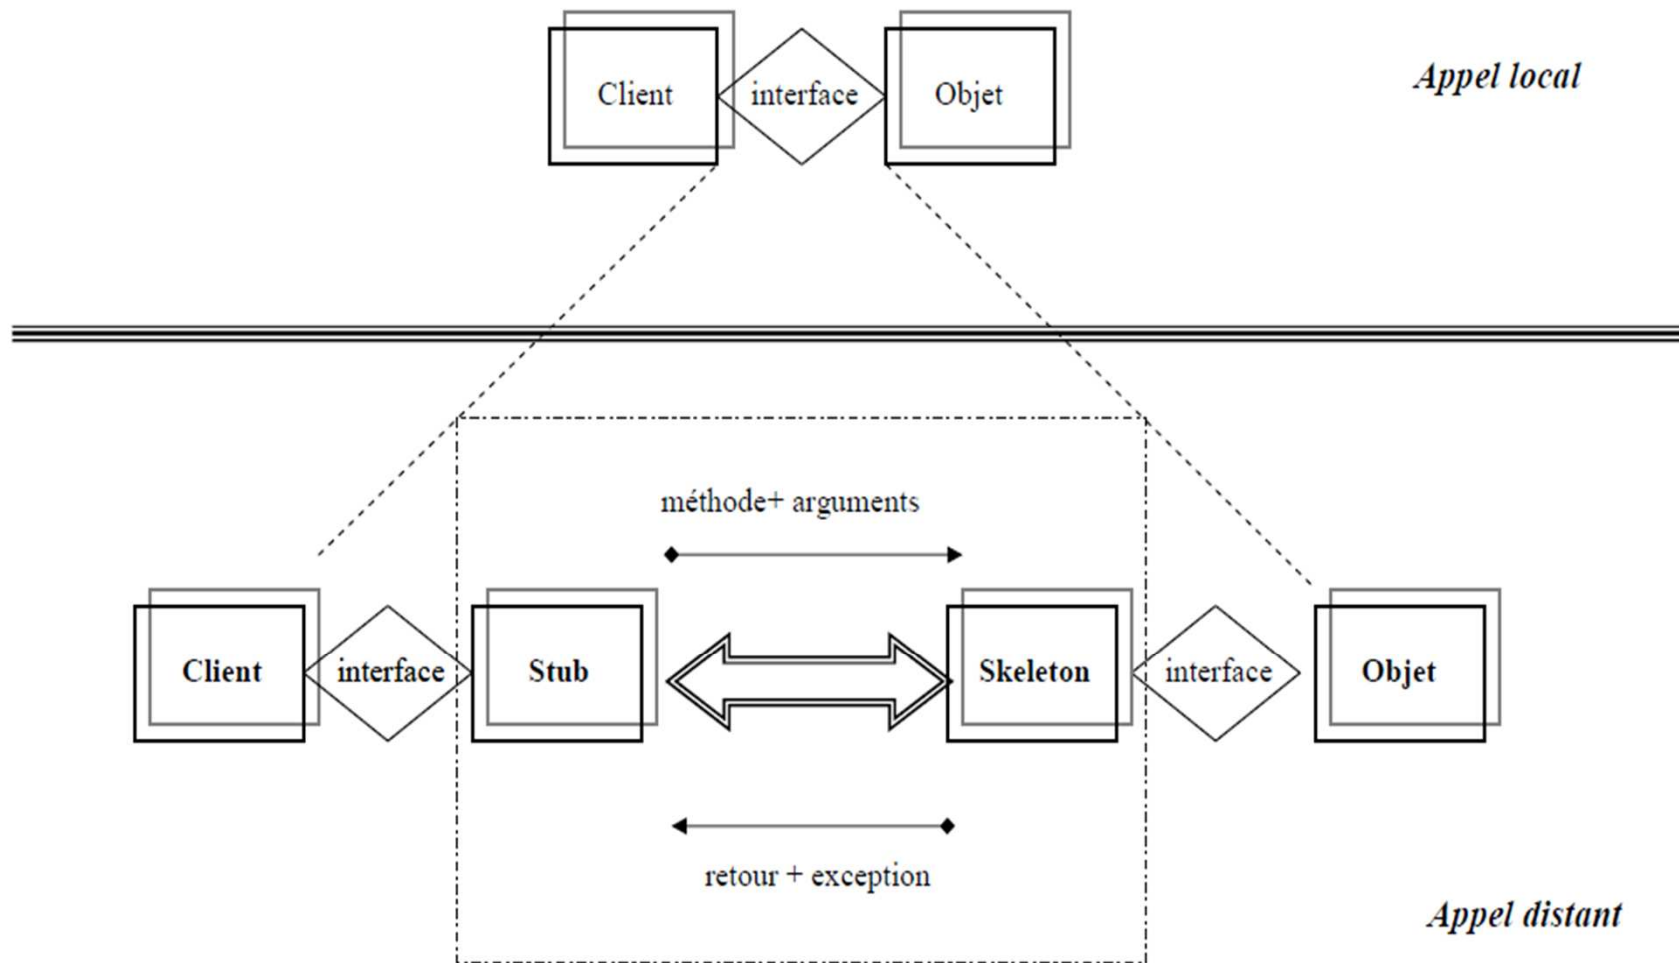 Client
interface
Objet
Appel local
méthode+ arguments
Client
interface
Stub
Skeleton
interface
Objet
retour + exception
Appel distant